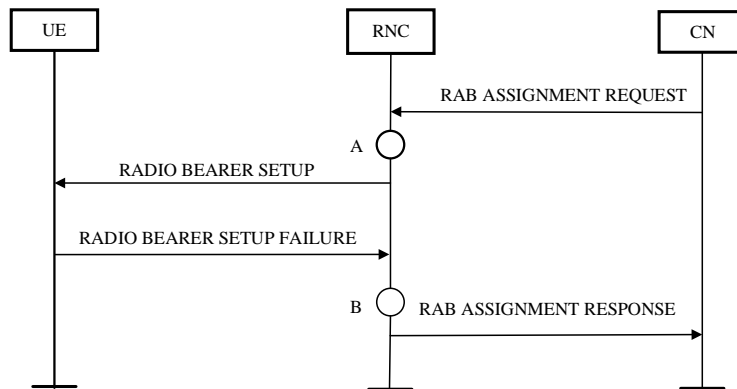 UE
RNC
CN
RAB ASSIGNMENT REQUEST
A
RADIO BEARER SETUP
RADIO BEARER SETUP FAILURE
B
RAB ASSIGNMENT RESPONSE